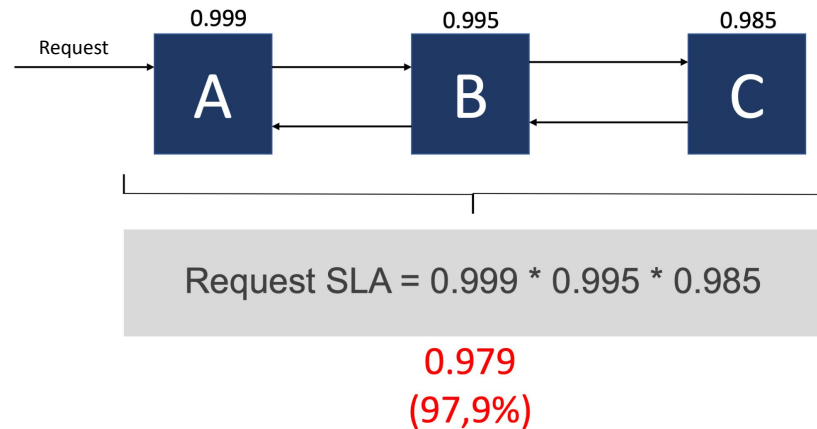 0.999 0.995 0.985
Request
A B C
Request SLA = 0.999 * 0.995 * 0.985
0.979
(97,9%)